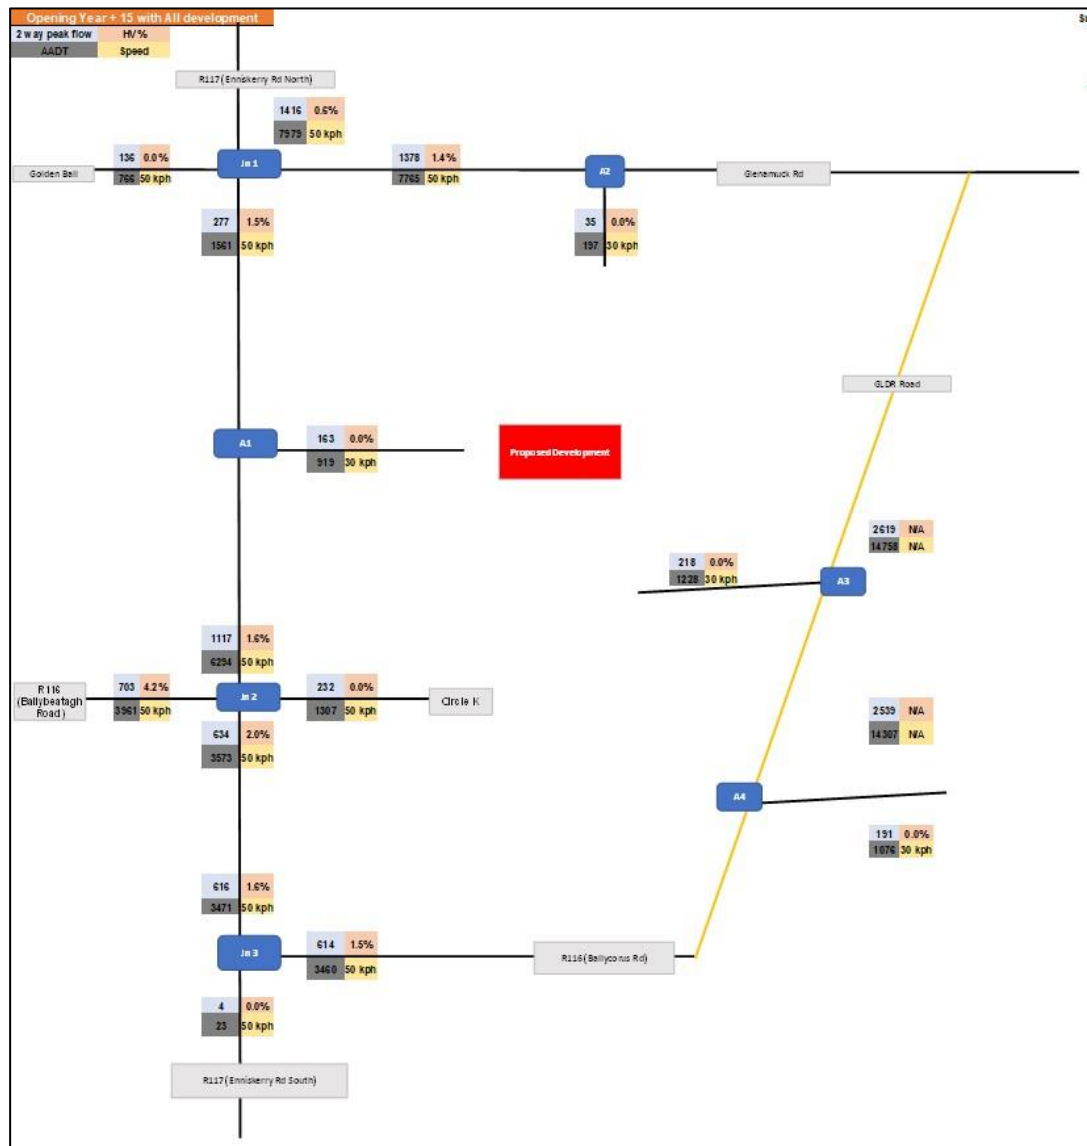 Opening Year + 15 with All development
2 way peak flow HV%
AADT Speed
R117(Enniskerry Rd North)
1416 0.6%
7979 50 kph
136 0.0%
766 50 kph
Golden Ball
Jn1
1378 1.4%
7765 50 kph
A2
Glenamuck Rd
277 1.5%
1561 50 kph
35 0.0%
197 30 kph
GLDR Road
A1
163 0.0%
919 30 kph
Proposed Development
2619 N/A
14758 N/A
218 0.0%
1228 30 kph
A3
1117 1.6%
6294 50 kph
R116
(Ballybeatagh
Road)
703 4.2%
3961 50 kph
Jn2
232 0.0%
1307 50 kph
Circle K
634 2.0%
3573 50 kph
2539 N/A
14307 N/A
A4
191 0.0%
1076 30 kph
616 1.6%
3471 50 kph
Jn3
614 1.5%
3460 50 kph
R116(Ballycorus Rd)
4 0.0%
23 50 kph
R117(Enniskerry Rd South)